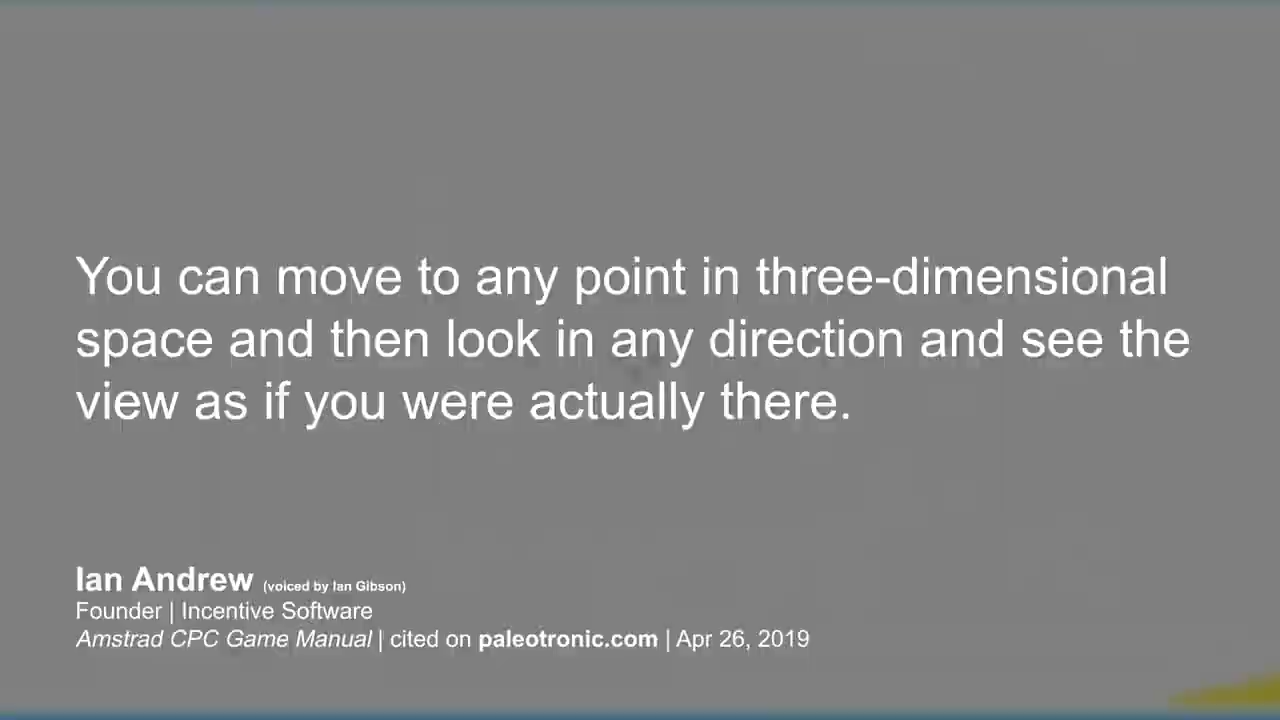 You can move to any point in three-dimensional
space and then look in any direction and see the
view as if you were actually there.
Ian Andrew (voiced by Ian Gibson)
Founder | Incentive Software
Amstrad CPC Game Manual | cited on paleotronic.com | Apr 26, 2019